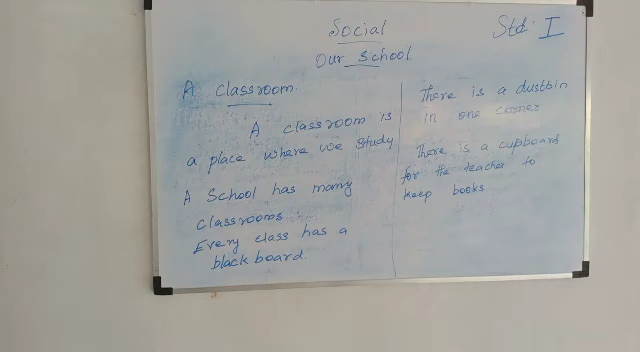 Social
Std: I
Our School
A classroom.
A classroom is
a place where we study
A School has many
classrooms.
Every class has a
black board.
There is a dustbin
in one corner
There is a cupboard
for the teacher to
keep books